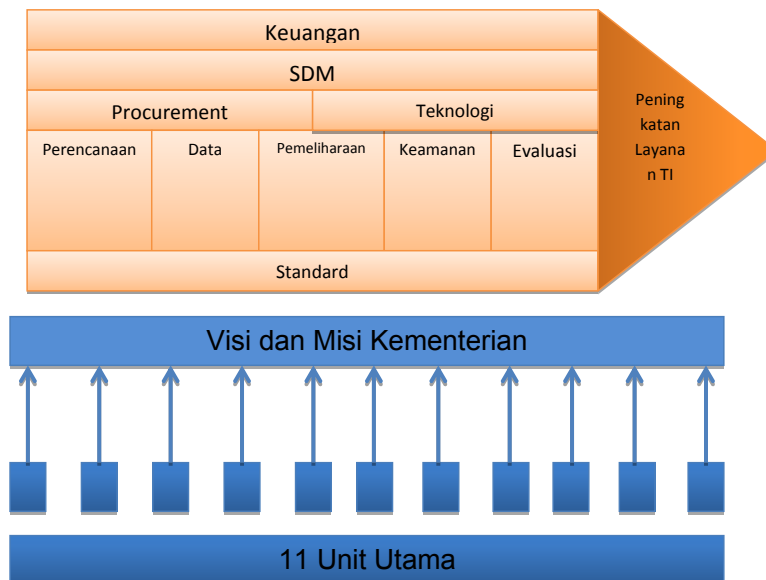 Keuangan
SDM
Procurement
Teknologi
Perencanaan
Data
Pemeliharaan
Keamanan
Evaluasi
Standard
Pening
katan
Layana
n TI
Visi dan Misi Kementerian
11 Unit Utama